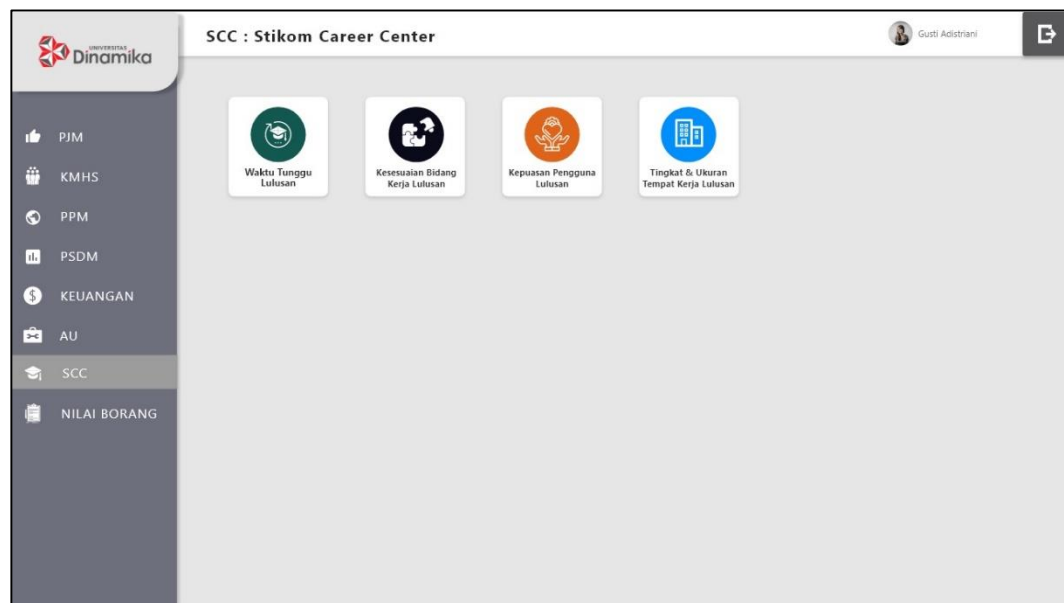 UNIVERSITAS
Dinamika
SCC : Stikom Career Center
Gusti Adistriani
PJM
KMHS
PPM
PSDM
KEUANGAN
AU
SCC
NILAI BORANG
Waktu Tunggu
Lulusan
Kesesuaian Bidang
Kerja Lulusan
Kepuasan Pengguna
Lulusan
Tingkat & Ukuran
Tempat Kerja Lulusan